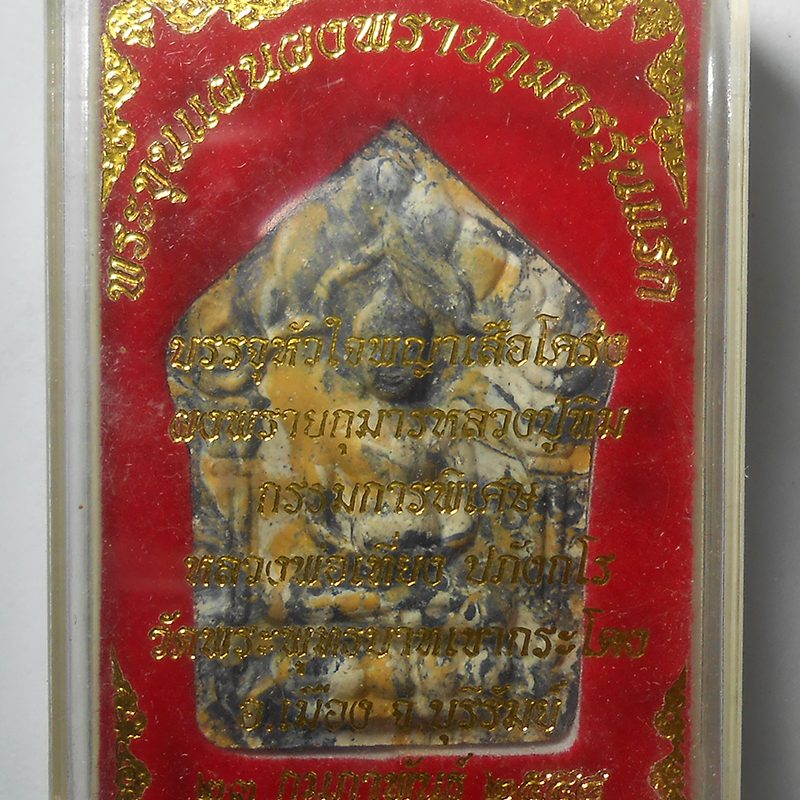 พระขุนแผนผงพรายกุมารรุ่นแรก
บรรจุหัวใจพญาเสือโคร่ง
ผงพรายกุมารหลวงปู่ทิม
กรรมการพิเศษ
หลวงพ่อเที่ยง ปภังกโร
วัดพระพุทธบาทเขากระโดง
อ.เมือง จ.บุรีรัมย์
๒๓ กุมภาพันธ์